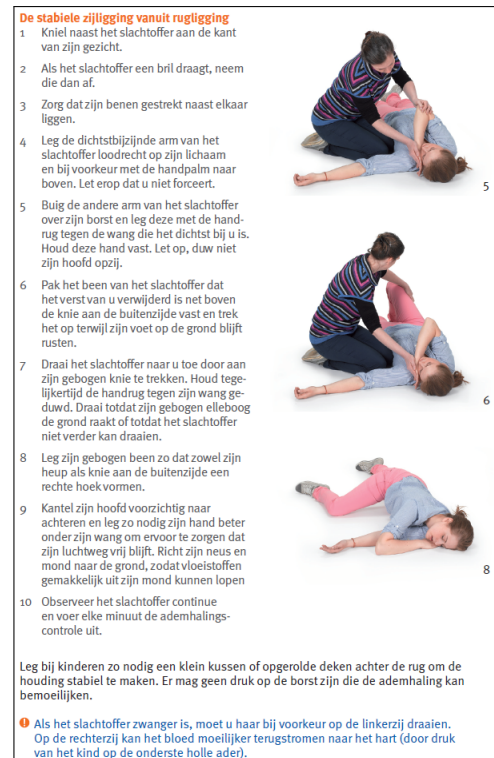 De stabiele zijligging vanuit rugligging
1 Kniel naast het slachtoffer aan de kant
van zijn gezicht.
2 Als het slachtoffer een bril draagt, neem
die dan af.
3 Zorg dat zijn benen gestrekt naast elkaar
liggen.
4 Leg de dichtstbijzijnde arm van het
slachtoffer loodrecht op zijn lichaam
en bij voorkeur met de handpalm naar
boven. Let erop dat u niet forceert.
5 Buig de andere arm van het slachtoffer
over zijn borst en leg deze met de hand-
rug tegen de wang die het dichtst bij u is.
Houd deze hand vast. Let op, duw niet
zijn hoofd opzij.
5
6 Pak het been van het slachtoffer dat
het verst van u verwijderd is net boven
de knie aan de buitenzijde vast en trek
het op terwijl zijn voet op de grond blijft
rusten.
7 Draai het slachtoffer naar u toe door aan
zijn gebogen knie te trekken. Houd tege-
lijkertijd de handrug tegen zijn wang ge-
duwd. Draai totdat zijn gebogen elleboog
de grond raakt of totdat het slachtoffer
niet verder kan draaien.
6
8 Leg zijn gebogen been zo dat zowel zijn
heup als knie aan de buitenzijde een
rechte hoek vormen.
9 Kantel zijn hoofd voorzichtig naar
achteren en leg zo nodig zijn hand beter
onder zijn wang om ervoor te zorgen dat
zijn luchtweg vrij blijft. Richt zijn neus en
mond naar de grond, zodat vloeistoffen
gemakkelijk uit zijn mond kunnen lopen
8
10 Observeer het slachtoffer continue
en voer elke minuut de ademhalings-
controle uit.
Leg bij kinderen zo nodig een klein kussen of opgerolde deken achter de rug om de
houding stabiel te maken. Er mag geen druk op de borst zijn die de ademhaling kan
bemoeilijken.
! Als het slachtoffer zwanger is, moet u haar bij voorkeur op de linkerzij draaien.
Op de rechterzij kan het bloed moeilijker terugstromen naar het hart (door druk
van het kind op de onderste holle ader).